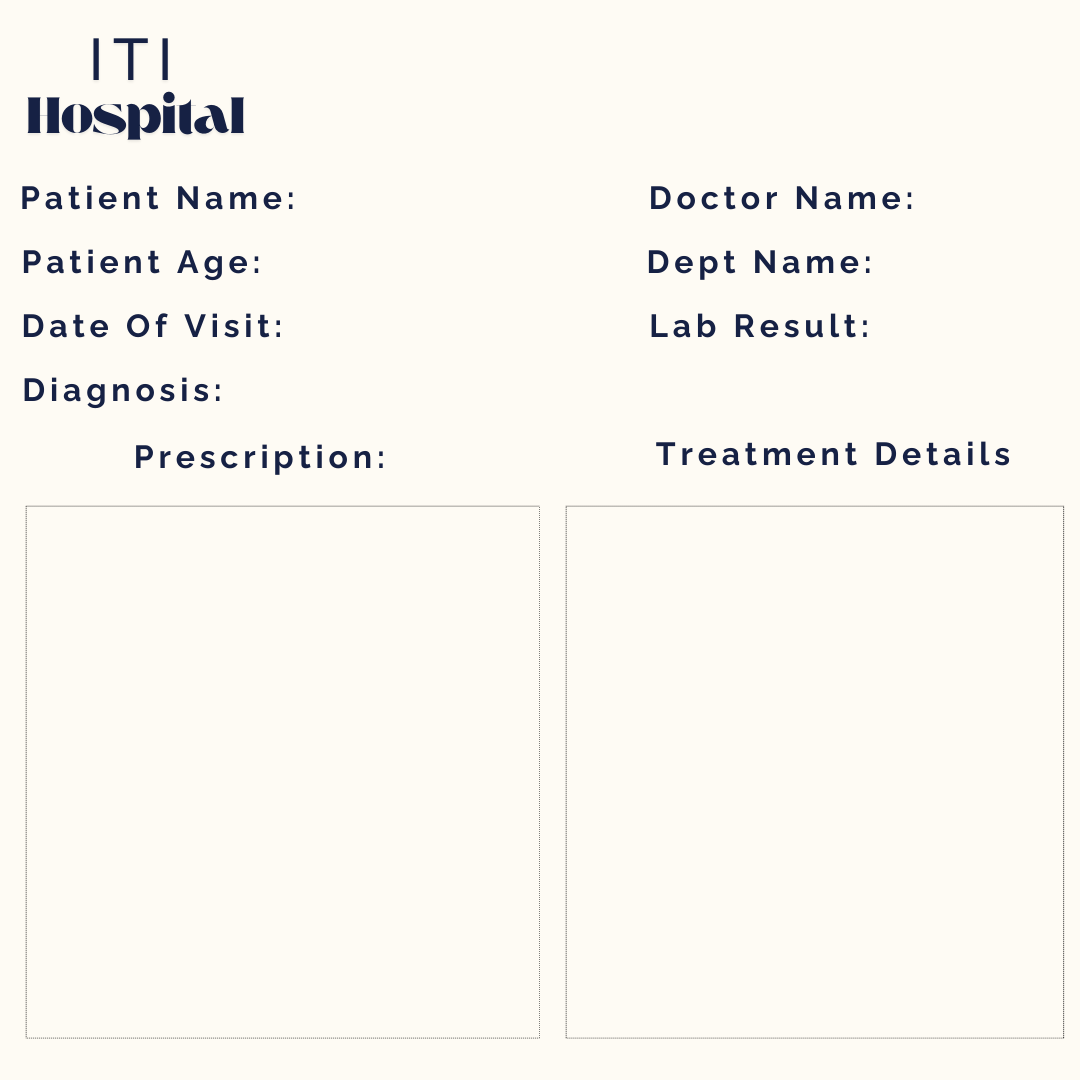 ITI
Hospital
Patient Name:
Doctor Name:
Patient Age:
Dept Name:
Date Of Visit:
Lab Result:
Diagnosis:
Prescription:
Treatment Details